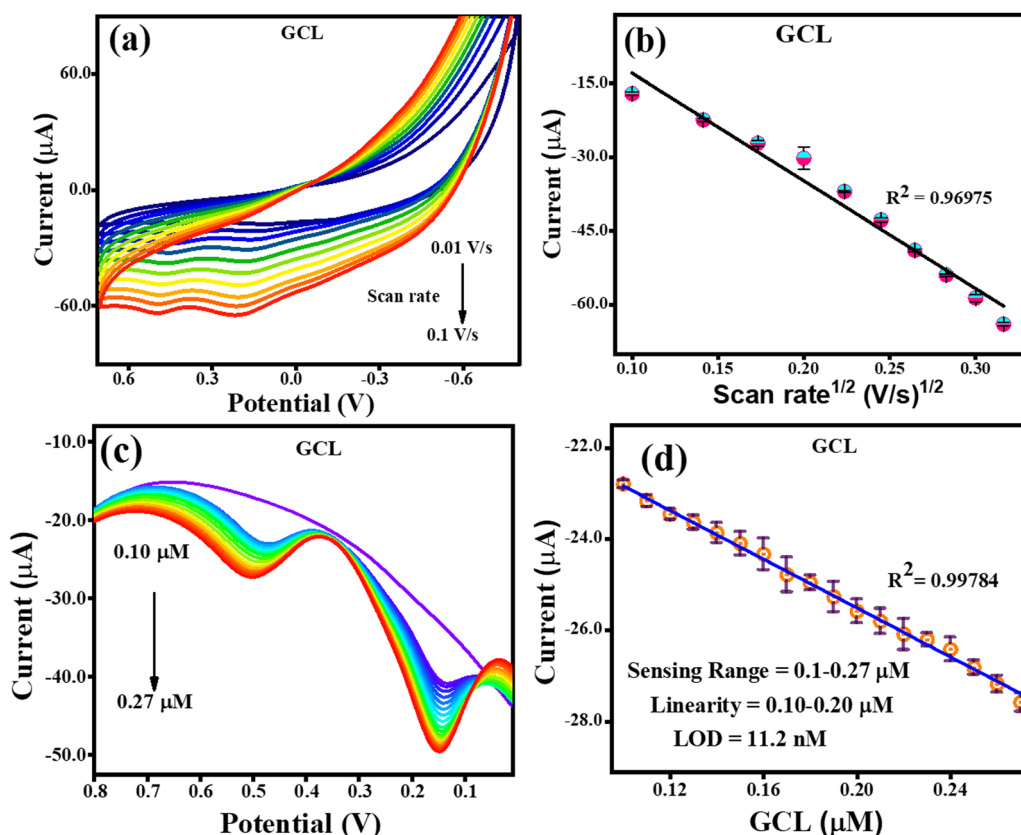 (a)
GCL
60.0
0.0
-60.0
Current (µA)
0.01 V/s
Scan rate
0.1 V/s
0.6 0.3 0.0 -0.3 -0.6
Potential (V)
(b)
GCL
-15.0
-30.0
-45.0
-60.0
Current (µA)
R² = 0.96975
0.10 0.15 0.20 0.25 0.30
Scan rate^1/2 (V/s)^1/2
(c)
GCL
-10.0
-20.0
-30.0
-40.0
-50.0
Current (µA)
0.10 µM
0.27 µM
0.8 0.7 0.6 0.5 0.4 0.3 0.2 0.1
Potential (V)
(d)
GCL
-22.0
-24.0
-26.0
-28.0
Current (µA)
R² = 0.99784
Sensing Range = 0.1-0.27 µM
Linearity = 0.10-0.20 µM
LOD = 11.2 nM
0.12 0.16 0.20 0.24
GCL (µM)